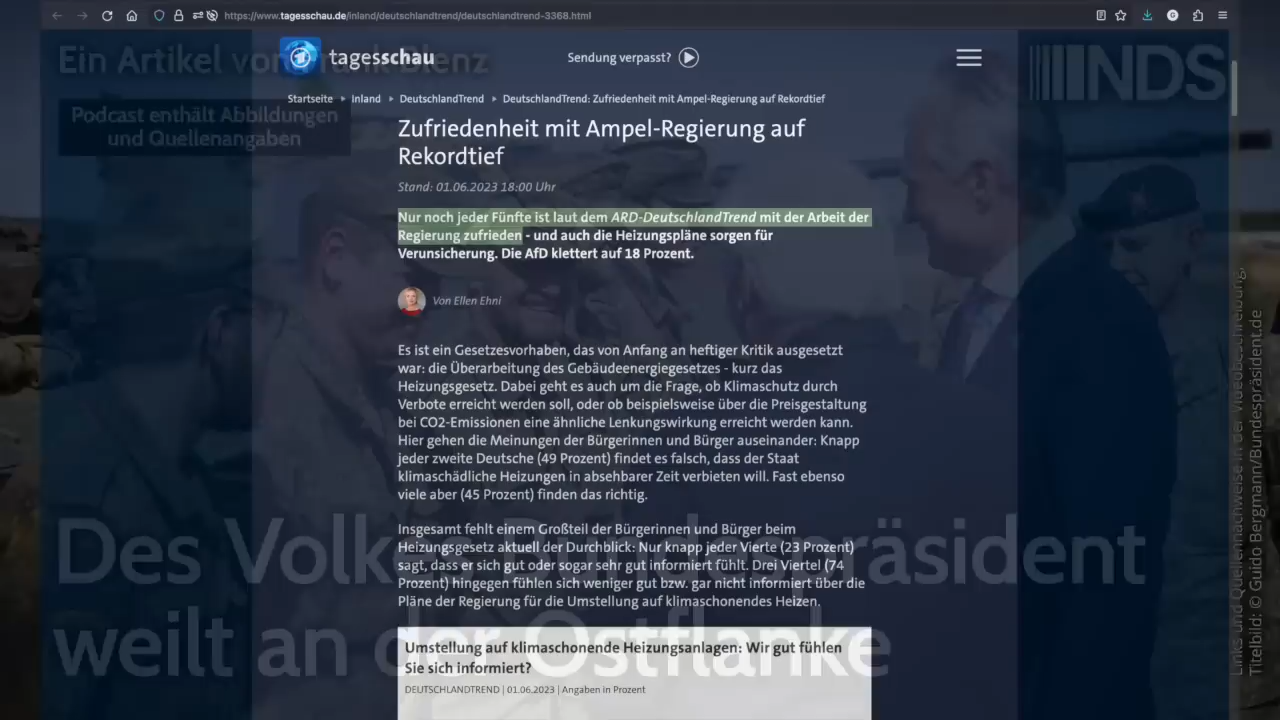 https://www.tagesschau.de/inland/deutschlandtrend/deutschlandtrend-3368.html
Ein Artikel von Frank Blenz
tagesschau
Sendung verpasst?
NDS
Podcast enthält Abbildungen
und Quellenangaben
Startseite
Inland
DeutschlandTrend
DeutschlandTrend: Zufriedenheit mit Ampel-Regierung auf Rekordtief
Zufriedenheit mit Ampel-Regierung auf
Rekordtief
Stand: 01.06.2023 18:00 Uhr
Nur noch jeder Fünfte ist laut dem ARD-DeutschlandTrend mit der Arbeit der
Regierung zufrieden - und auch die Heizungspläne sorgen für
Verunsicherung. Die AfD klettert auf 18 Prozent.
Von Ellen Ehni
Es ist ein Gesetzesvorhaben, das von Anfang an heftiger Kritik ausgesetzt
war: die Überarbeitung des Gebäudeenergiegesetzes - kurz das
Heizungsgesetz. Dabei geht es auch um die Frage, ob Klimaschutz durch
Verbote erreicht werden soll, oder ob beispielsweise über die Preisgestaltung
bei CO2-Emissionen eine ähnliche Lenkungswirkung erreicht werden kann.
Hier gehen die Meinungen der Bürgerinnen und Bürger auseinander: Knapp
jeder zweite Deutsche (49 Prozent) findet es falsch, dass der Staat
klimaschädliche Heizungen in absehbarer Zeit verbieten will. Fast ebenso
viele aber (45 Prozent) finden das richtig.
Insgesamt fehlt einem Großteil der Bürgerinnen und Bürger beim
Heizungsgesetz aktuell der Durchblick: Nur knapp jeder Vierte (23 Prozent)
sagt, dass er sich gut oder sogar sehr gut informiert fühlt. Drei Viertel (74
Prozent) hingegen fühlen sich weniger gut bzw. gar nicht informiert über die
Pläne der Regierung für die Umstellung auf klimaschonendes Heizen.
Des Volkes Bundespräsident
weilt an der Ostflanke
Umstellung auf klimaschonende Heizungsanlagen: Wir gut fühlen
Sie sich informiert?
DEUTSCHLANDTREND | 01.06.2023 | Angaben in Prozent
Links und Quellennachweise in der Videobeschreibung.
Titelbild: © Guido Bergmann/Bundespräsident.de